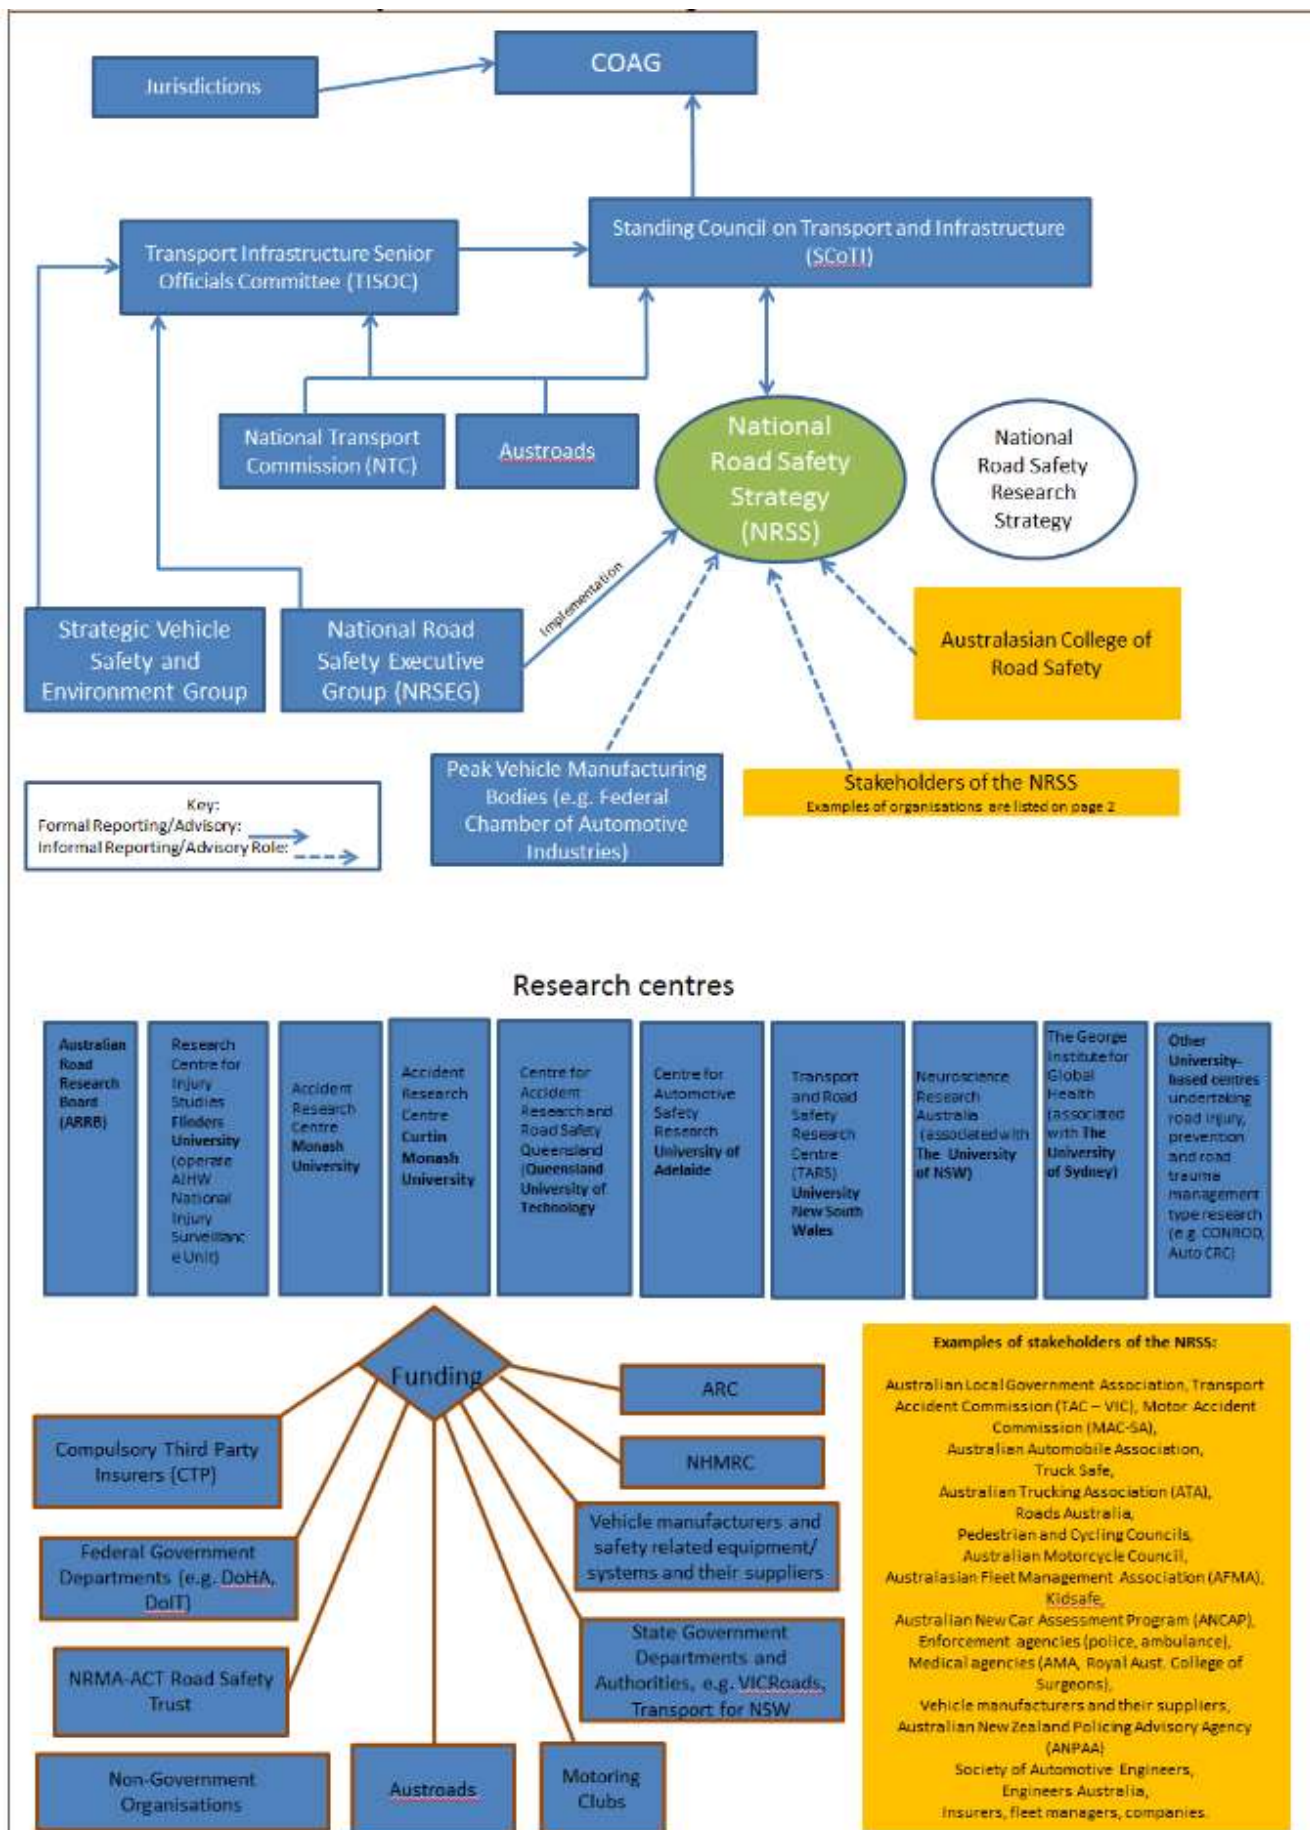 COAG
Jurisdictions
Standing Council on Transport and Infrastructure
(SCoTI)
Transport Infrastructure Senior
Officials Committee (TISOC)
National Transport
Commission (NTC)
Austroads
National
Road Safety
Strategy
(NRSS)
National
Road Safety
Research
Strategy
Implementation
Strategic Vehicle
Safety and
Environment Group
National Road
Safety Executive
Group (NRSEG)
Australasian College of
Road Safety
Peak Vehicle Manufacturing
Bodies (e.g. Federal
Chamber of Automotive
Industries)
Stakeholders of the NRSS
Examples of organisations are listed on page 2
Key:
Formal Reporting/Advisory:
Informal Reporting/Advisory Role:
Research centres
Australian
Road
Research
Board
(ARRB)
Research
Centre for
Injury
Studies
Flinders
University
(operate
AIHW
National
Injury
Surveillanc
e Unit)
Accident
Research
Centre
Monash
University
Accident
Research
Centre
Curtin
Monash
University
Centre for
Accident
Research and
Road Safety
Queensland
(Queensland
University of
Technology
Centre for
Automotive
Safety
Research
University of
Adelaide
Transport
and Road
Safety
Research
Centre
(TARS)
University
New South
Wales
Neuroscience
Research
Australia
(associated with
The University
of NSW)
The George
Institute for
Global
Health
(associated
with The
University
of Sydney)
Other
University-
based centres
undertaking
road injury,
prevention
and road
trauma
management
type research
(e.g. CONROD,
Auto CRC)
Funding
ARC
NHMRC
Compulsory Third Party
Insurers (CTP)
Vehicle manufacturers and
safety related equipment/
systems and their suppliers
Federal Government
Departments (e.g. DoHA,
DoIT)
State Government
Departments and
Authorities, e.g. VICRoads,
Transport for NSW
NRMA-ACT Road Safety
Trust
Non-Government
Organisations
Austroads
Motoring
Clubs
Examples of stakeholders of the NRSS:
Australian Local Government Association, Transport
Accident Commission (TAC – VIC), Motor Accident
Commission (MAC-SA),
Australian Automobile Association,
Truck Safe,
Australian Trucking Association (ATA),
Roads Australia,
Pedestrian and Cycling Councils,
Australian Motorcycle Council,
Australasian Fleet Management Association (AFMA),
Kidsafe,
Australian New Car Assessment Program (ANCAP),
Enforcement agencies (police, ambulance),
Medical agencies (AMA, Royal Aust. College of
Surgeons),
Vehicle manufacturers and their suppliers,
Australian New Zealand Policing Advisory Agency
(ANPAA)
Society of Automotive Engineers,
Engineers Australia,
Insurers, fleet managers, companies.